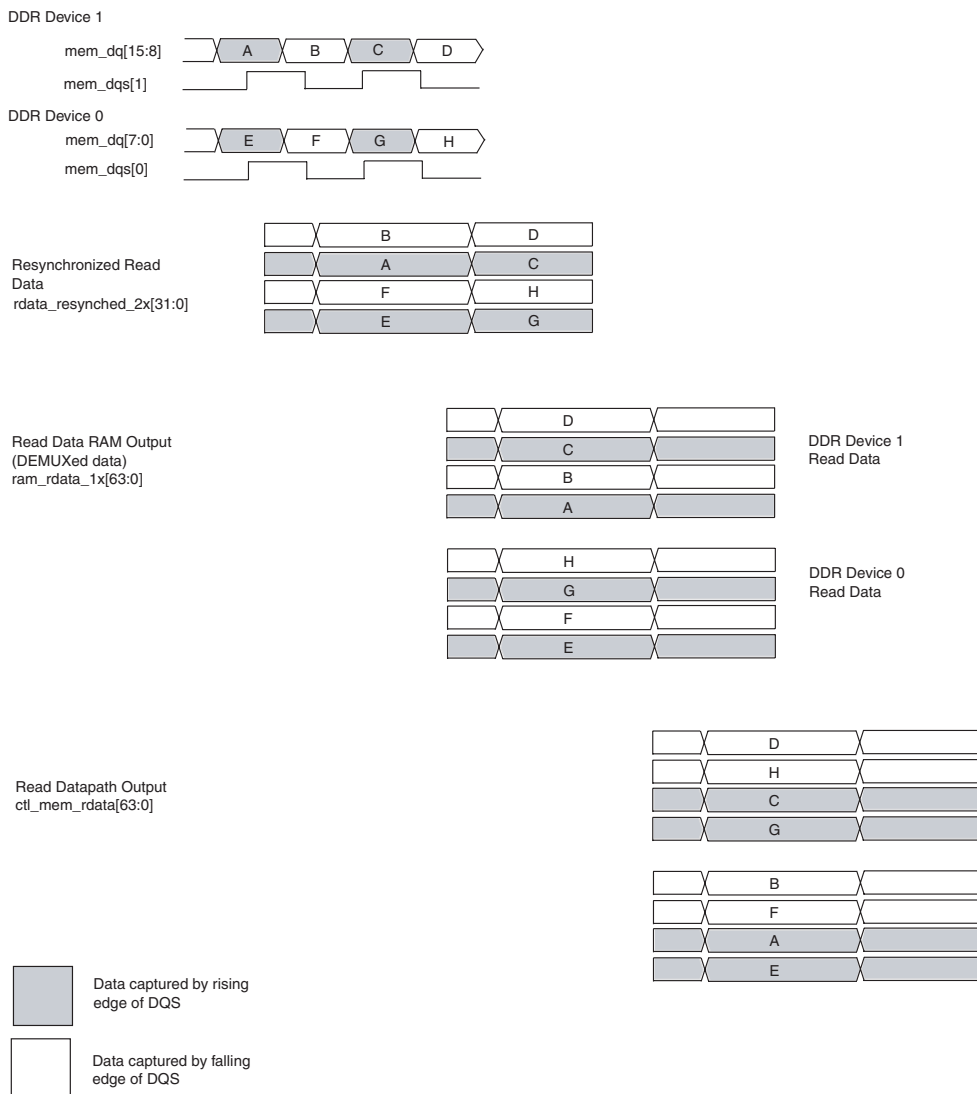 DDR Device 1
mem_dq[15:8] A B C D
mem_dqs[1]
DDR Device 0
mem_dq[7:0] E F G H
mem_dqs[0]
B D
Resynchronized Read
Data
rdata_resynched_2x[31:0]
A C
F H
E G
Read Data RAM Output
(DEMUXed data)
ram_rdata_1x[63:0]
D
C
B
A
DDR Device 1
Read Data
H
G
F
E
DDR Device 0
Read Data
Read Datapath Output
ctl_mem_rdata[63:0]
D
H
C
G
B
F
A
E
Data captured by rising
edge of DQS
Data captured by falling
edge of DQS